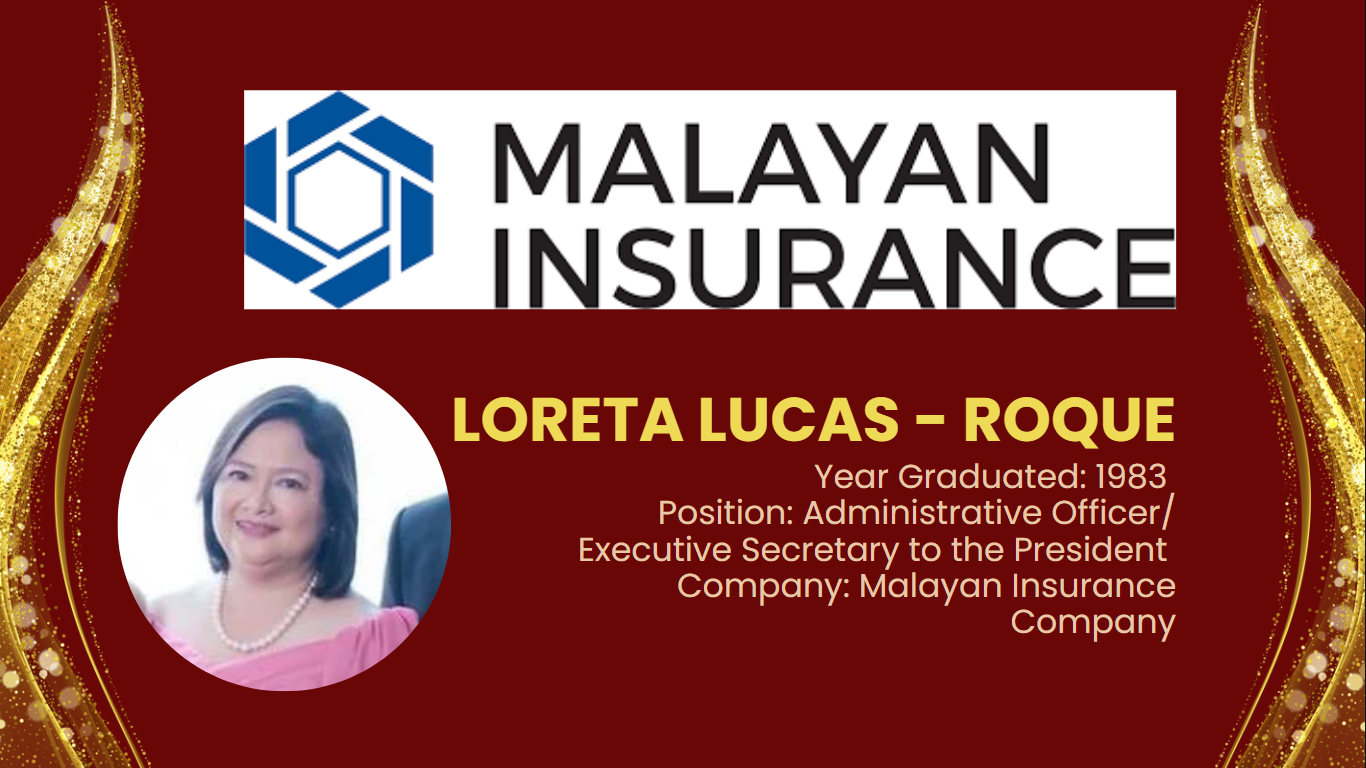 MALAYAN
INSURANCE
LORETA LUCAS – ROQUE
Year Graduated: 1983
Position: Administrative Officer/
Executive Secretary to the President
Company: Malayan Insurance
Company